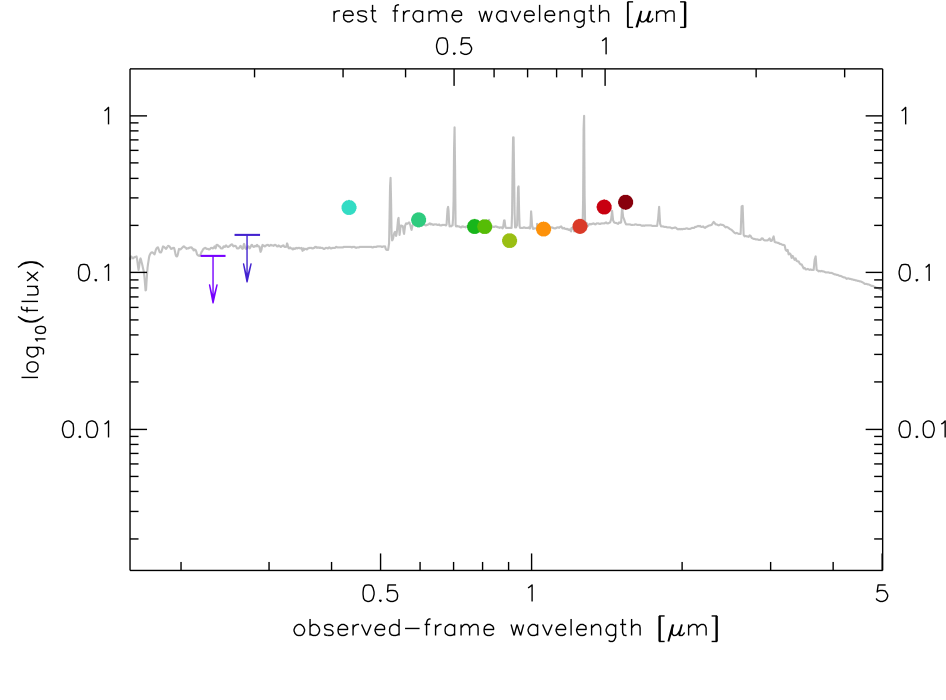 rest frame wavelength [μm]
0.5 1
1 1
0.1 0.1
log10(flux)
0.01 0.01
0.5 1 5
observed-frame wavelength [μm]